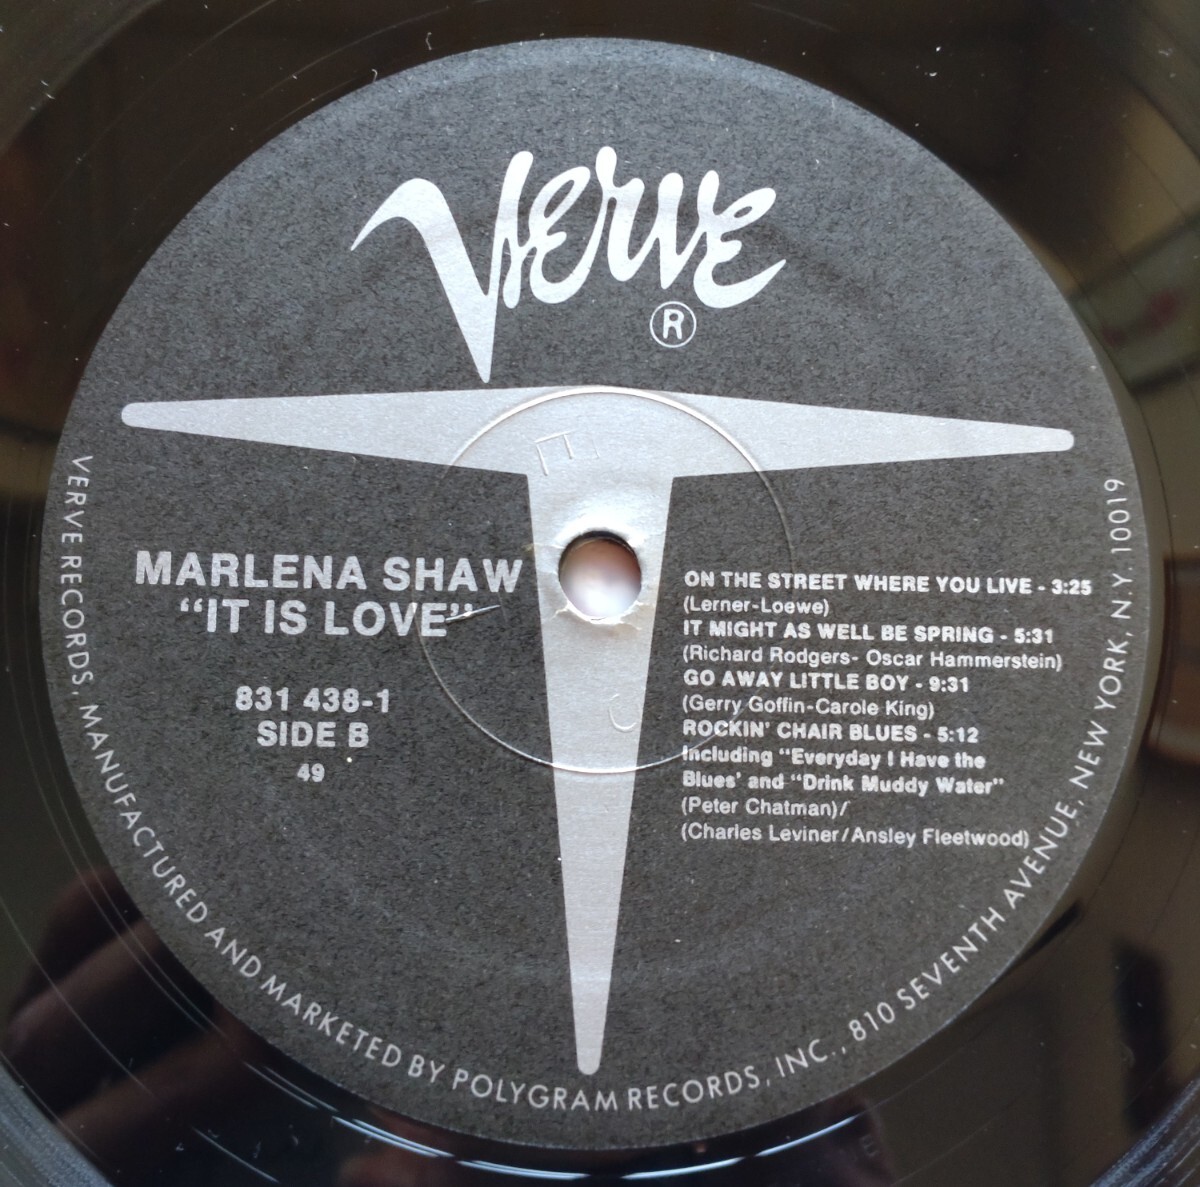 Verve
®
MARLENA SHAW
"IT IS LOVE"
831 438-1
SIDE B
49
ON THE STREET WHERE YOU LIVE - 3:25
(Lerner-Loewe)
IT MIGHT AS WELL BE SPRING - 5:31
(Richard Rodgers- Oscar Hammerstein)
GO AWAY LITTLE BOY - 9:31
(Gerry Goffin-Carole King)
ROCKIN' CHAIR BLUES - 5:12
Including "Everyday I Have the
Blues' and "Drink Muddy Water"
(Peter Chatman)/
(Charles Leviner/Ansley Fleetwood)
VERVE RECORDS, MANUFACTURED AND MARKETED BY POLYGRAM RECORDS, INC., 810 SEVENTH AVENUE, NEW YORK, N.Y. 10019